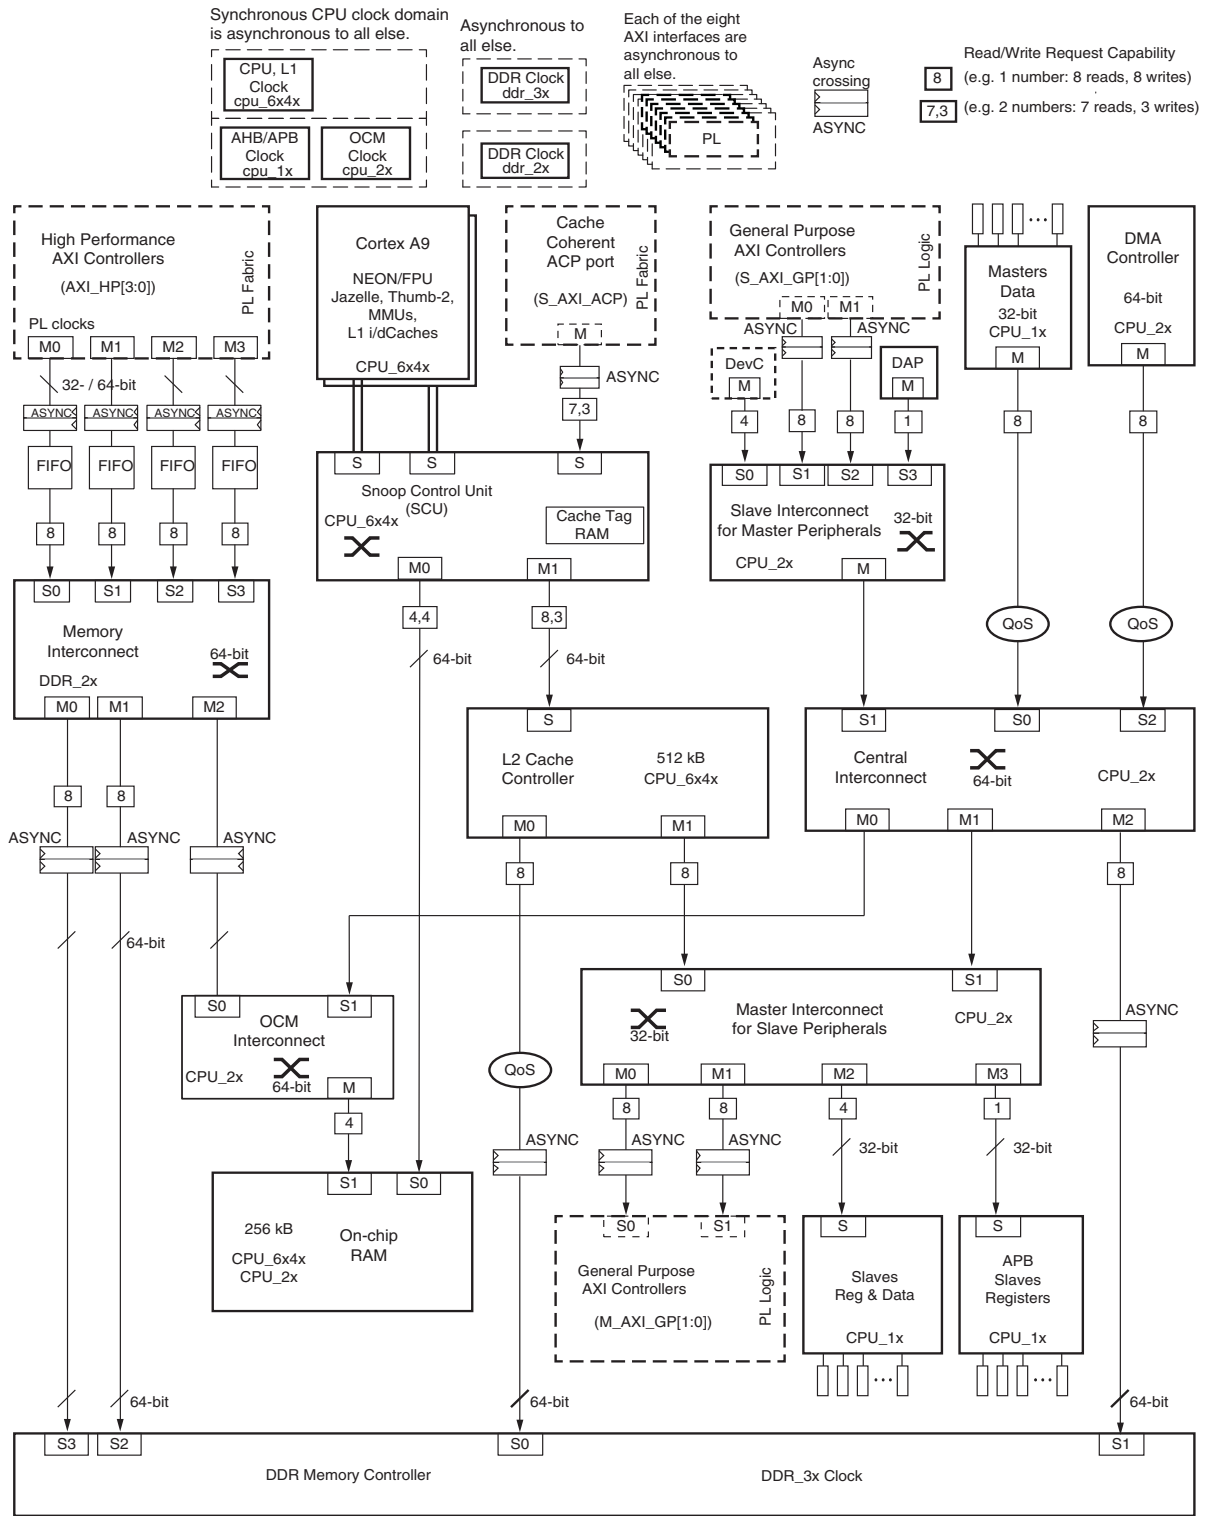 Synchronous CPU clock domain
is asynchronous to all else.
CPU, L1
Clock
cpu_6x4x
AHB/APB
Clock
cpu_1x
OCM
Clock
cpu_2x
Asynchronous to
all else.
DDR Clock
ddr_3x
DDR Clock
ddr_2x
Each of the eight
AXI interfaces are
asynchronous to
all else.
PL
Async
crossing
ASYNC
Read/Write Request Capability
8
(e.g. 1 number: 8 reads, 8 writes)
7,3
(e.g. 2 numbers: 7 reads, 3 writes)
High Performance
AXI Controllers
(AXI_HP[3:0])
PL Fabric
PL clocks
M0
M1
M2
M3
32- / 64-bit
ASYNC
ASYNC
ASYNC
ASYNC
FIFO
FIFO
FIFO
FIFO
8
8
8
8
S0
S1
S2
S3
Memory
Interconnect
64-bit
DDR_2x
M0
M1
M2
8
8
ASYNC
ASYNC
ASYNC
64-bit
Cortex A9
NEON/FPU
Jazelle, Thumb-2,
MMUs,
L1 i/dCaches
CPU_6x4x
Cache
Coherent
ACP port
(S_AXI_ACP)
PL Fabric
M
ASYNC
7,3
S
S
S
Snoop Control Unit
(SCU)
CPU_6x4x
Cache Tag
RAM
M0
M1
4,4
8,3
64-bit
64-bit
General Purpose
AXI Controllers
(S_AXI_GP[1:0])
PL Logic
M0
M1
ASYNC
ASYNC
DevC
M
DAP
M
4
8
8
1
S0
S1
S2
S3
Slave Interconnect
for Master Peripherals
32-bit
CPU_2x
M
Masters
Data
32-bit
CPU_1x
M
8
QoS
DMA
Controller
64-bit
CPU_2x
M
8
QoS
S
L2 Cache
Controller
512 kB
CPU_6x4x
M0
M1
8
8
S1
S0
S2
Central
Interconnect
64-bit
CPU_2x
M0
M1
M2
8
ASYNC
S0
S1
OCM
Interconnect
CPU_2x
64-bit
M
4
QoS
ASYNC
S0
S1
Master Interconnect
for Slave Peripherals
32-bit
CPU_2x
M0
M1
M2
M3
8
8
4
1
ASYNC
ASYNC
32-bit
32-bit
S1
S0
256 kB
On-chip
RAM
CPU_6x4x
CPU_2x
S0
S1
General Purpose
AXI Controllers
(M_AXI_GP[1:0])
PL Logic
S
Slaves
Reg & Data
CPU_1x
S
APB
Slaves
Registers
CPU_1x
64-bit
64-bit
64-bit
S3
S2
S0
S1
DDR Memory Controller
DDR_3x Clock